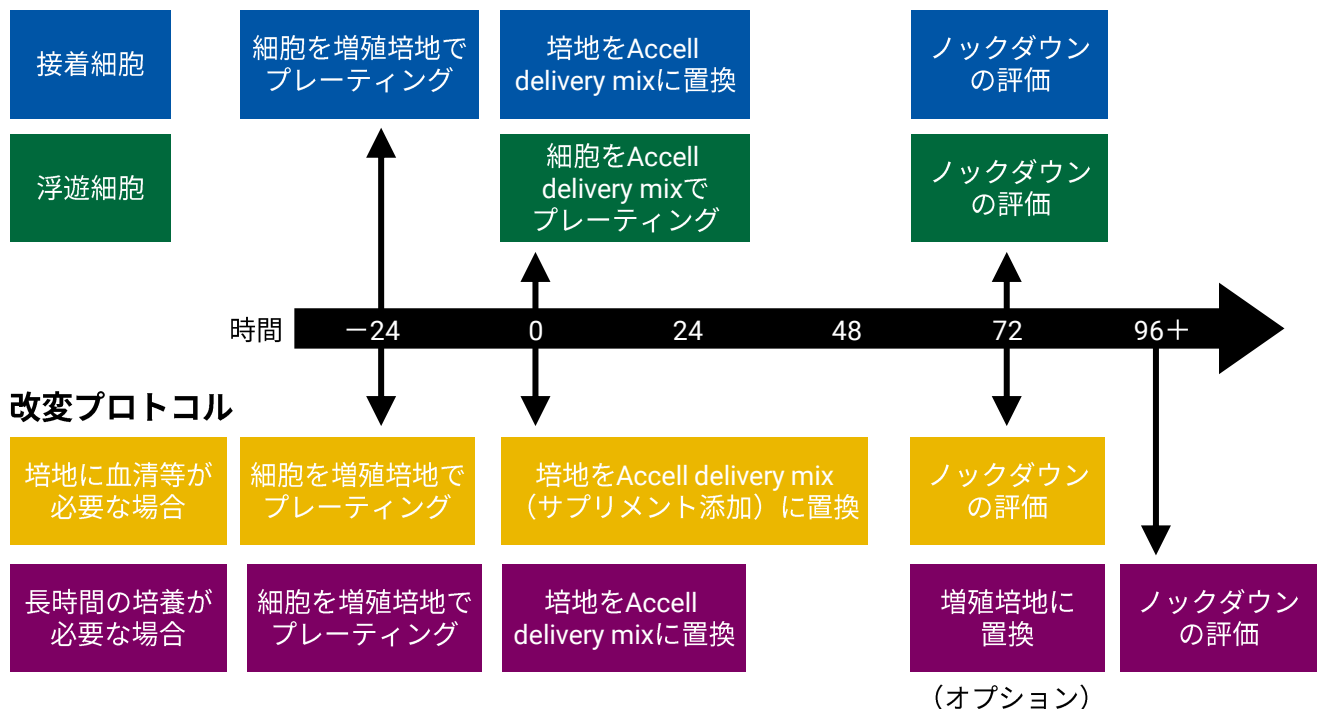 接着細胞
細胞を増殖培地で
プレーティング
培地をAccell
delivery mixに置換
ノックダウン
の評価
浮遊細胞
細胞をAccell
delivery mixで
プレーティング
ノックダウン
の評価
時間 －24 0 24 48 72 96＋
改変プロトコル
培地に血清等が
必要な場合
細胞を増殖培地で
プレーティング
培地をAccell delivery mix
（サプリメント添加）に置換
ノックダウン
の評価
長時間の培養が
必要な場合
細胞を増殖培地で
プレーティング
培地をAccell
delivery mixに置換
増殖培地に
置換
ノックダウン
の評価
（オプション）